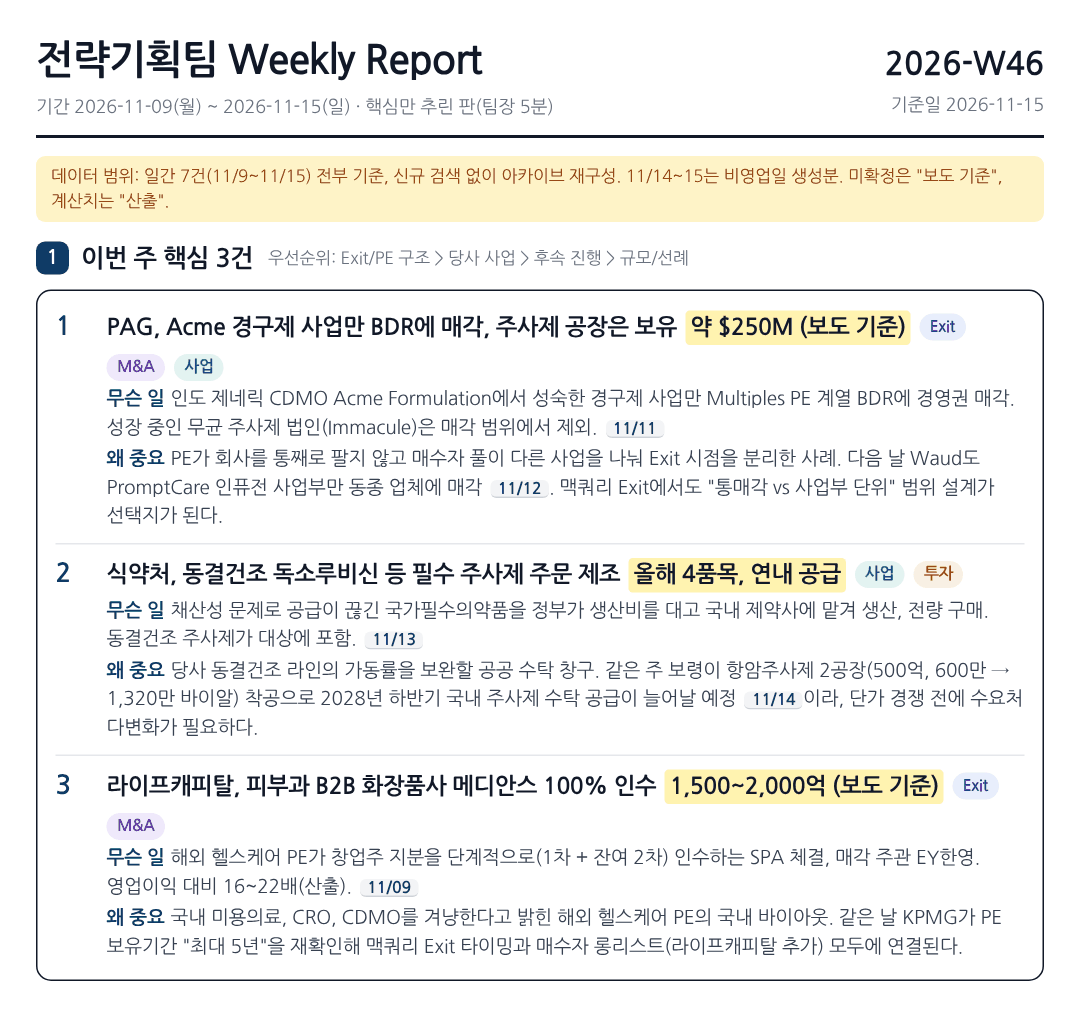 전략기획팀 Weekly Report
2026-W46
기간 2026-11-09(월) ~ 2026-11-15(일) · 핵심만 추린 판(팀장 5분)
기준일 2026-11-15
데이터 범위: 일간 7건(11/9~11/15) 전부 기준, 신규 검색 없이 아카이브 재구성. 11/14~15는 비영업일 생성분. 미확정은 "보도 기준",
계산치는 "산출".
1 이번 주 핵심 3건 우선순위: Exit/PE 구조 > 당사 사업 > 후속 진행 > 규모/선례
1 PAG, Acme 경구제 사업만 BDR에 매각, 주사제 공장은 보유 약 $250M (보도 기준) Exit
M&A 사업
무슨 일 인도 제네릭 CDMO Acme Formulation에서 성숙한 경구제 사업만 Multiples PE 계열 BDR에 경영권 매각.
성장 중인 무균 주사제 법인(Immacule)은 매각 범위에서 제외. 11/11
왜 중요 PE가 회사를 통째로 팔지 않고 매수자 풀이 다른 사업을 나눠 Exit 시점을 분리한 사례. 다음 날 Waud도
PromptCare 인퓨전 사업부만 동종 업체에 매각 11/12. 맥쿼리 Exit에서도 "통매각 vs 사업부 단위" 범위 설계가
선택지가 된다.
2 식약처, 동결건조 독소루비신 등 필수 주사제 주문 제조 올해 4품목, 연내 공급 사업 투자
무슨 일 채산성 문제로 공급이 끊긴 국가필수의약품을 정부가 생산비를 대고 국내 제약사에 맡겨 생산, 전량 구매.
동결건조 주사제가 대상에 포함. 11/13
왜 중요 당사 동결건조 라인의 가동률을 보완할 공공 수탁 창구. 같은 주 보령이 항암주사제 2공장(500억, 600만 →
1,320만 바이알) 착공으로 2028년 하반기 국내 주사제 수탁 공급이 늘어날 예정 11/14이라, 단가 경쟁 전에 수요처
다변화가 필요하다.
3 라이프캐피탈, 피부과 B2B 화장품사 메디안스 100% 인수 1,500~2,000억 (보도 기준) Exit
M&A
무슨 일 해외 헬스케어 PE가 창업주 지분을 단계적으로(1차 + 잔여 2차) 인수하는 SPA 체결, 매각 주관 EY한영.
영업이익 대비 16~22배(산출). 11/09
왜 중요 국내 미용의료, CRO, CDMO를 겨냥한다고 밝힌 해외 헬스케어 PE의 국내 바이아웃. 같은 날 KPMG가 PE
보유기간 "최대 5년"을 재확인해 맥쿼리 Exit 타이밍과 매수자 롱리스트(라이프캐피탈 추가) 모두에 연결된다.